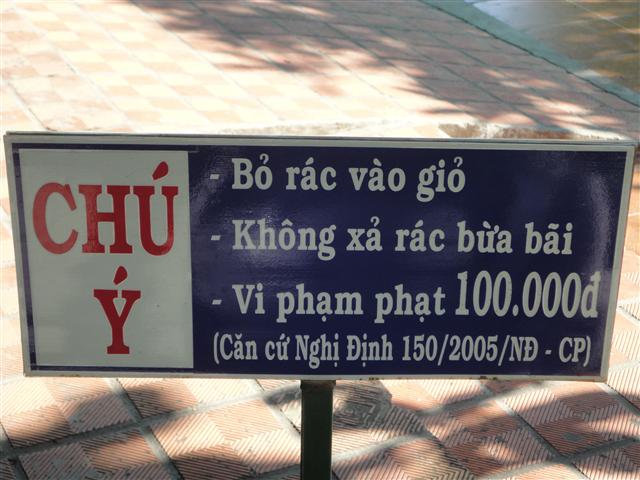 CHÚ
Ý
- Bỏ rác vào giỏ
- Không xả rác bừa bãi
- Vi phạm phạt 100.000đ
(Căn cứ Nghị Định 150/2005/NĐ - CP)